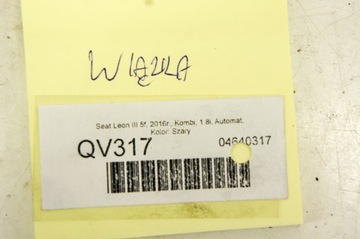 WIĄZKA
Seat Leon III 5f, 2016r., Kombi, 1.8i, Automat.
Kolor: Szary
QV317 04640317